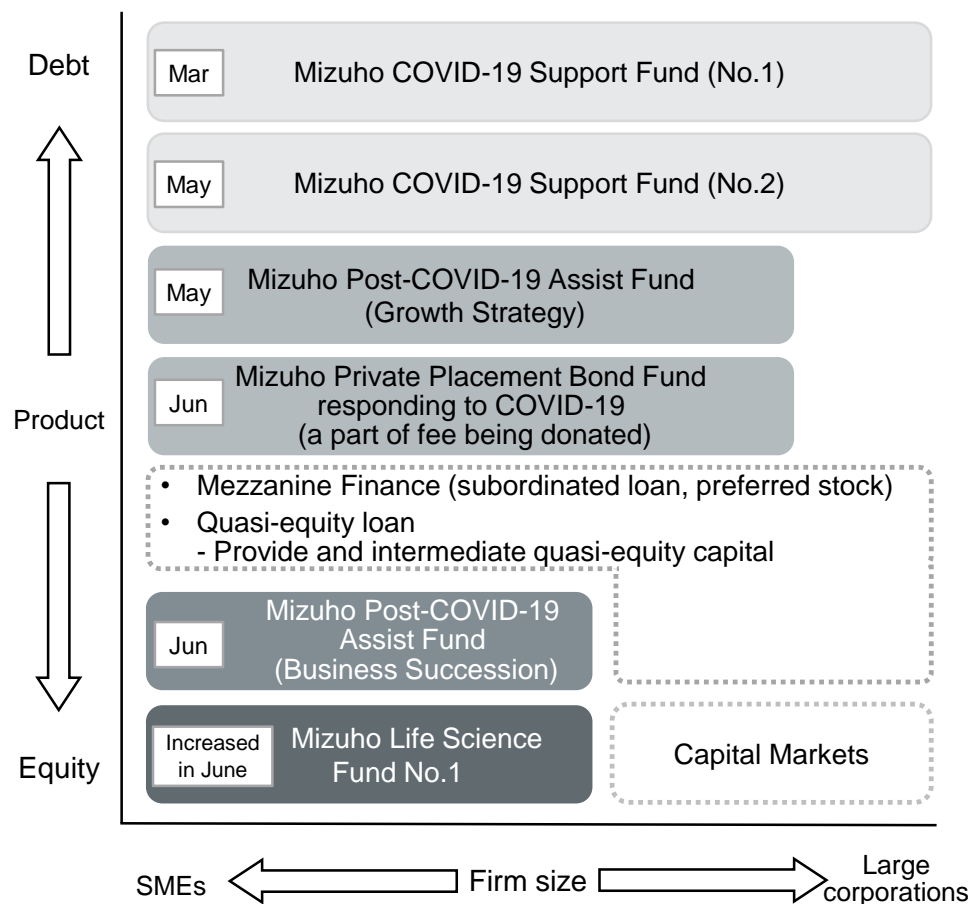 Debt
Mar
Mizuho COVID-19 Support Fund (No.1)
May
Mizuho COVID-19 Support Fund (No.2)
May
Mizuho Post-COVID-19 Assist Fund
(Growth Strategy)
Product
Jun
Mizuho Private Placement Bond Fund
responding to COVID-19
(a part of fee being donated)
• Mezzanine Finance (subordinated loan, preferred stock)
• Quasi-equity loan
- Provide and intermediate quasi-equity capital
Jun
Mizuho Post-COVID-19
Assist Fund
(Business Succession)
Equity
Increased
in June
Mizuho Life Science
Fund No.1
Capital Markets
SMEs
Firm size
Large
corporations